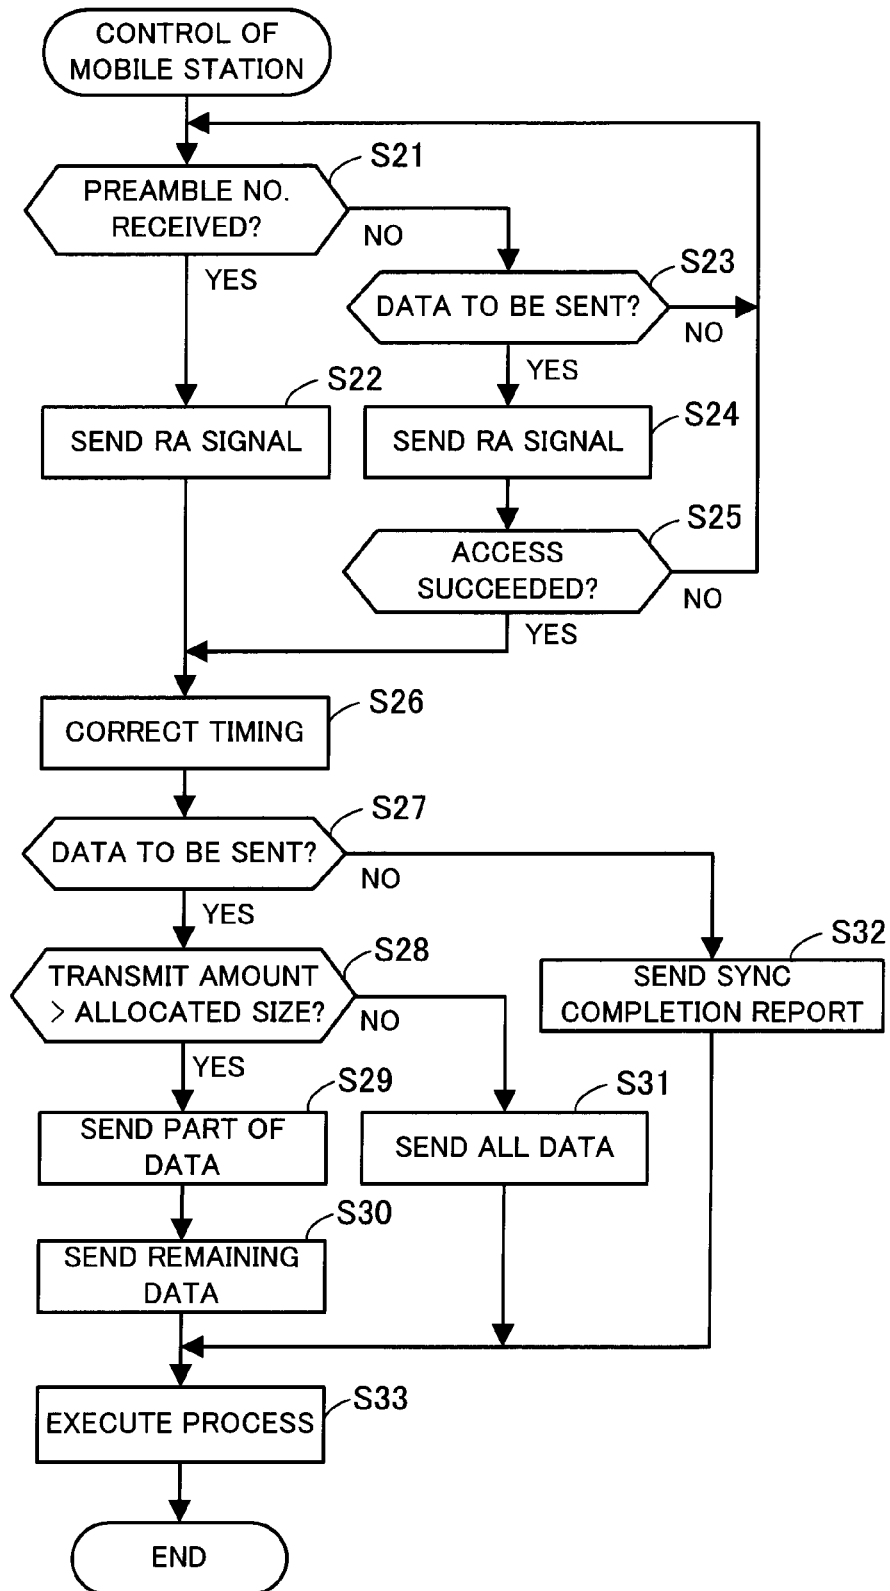 CONTROL OF
MOBILE STATION
S21
PREAMBLE NO.
RECEIVED?
NO
YES
S23
DATA TO BE SENT?
NO
YES
S22
SEND RA SIGNAL
S24
SEND RA SIGNAL
S25
ACCESS
SUCCEEDED?
NO
YES
S26
CORRECT TIMING
S27
DATA TO BE SENT?
NO
YES
S28
TRANSMIT AMOUNT
> ALLOCATED SIZE?
NO
YES
S32
SEND SYNC
COMPLETION REPORT
S29
SEND PART OF
DATA
S31
SEND ALL DATA
S30
SEND REMAINING
DATA
S33
EXECUTE PROCESS
END